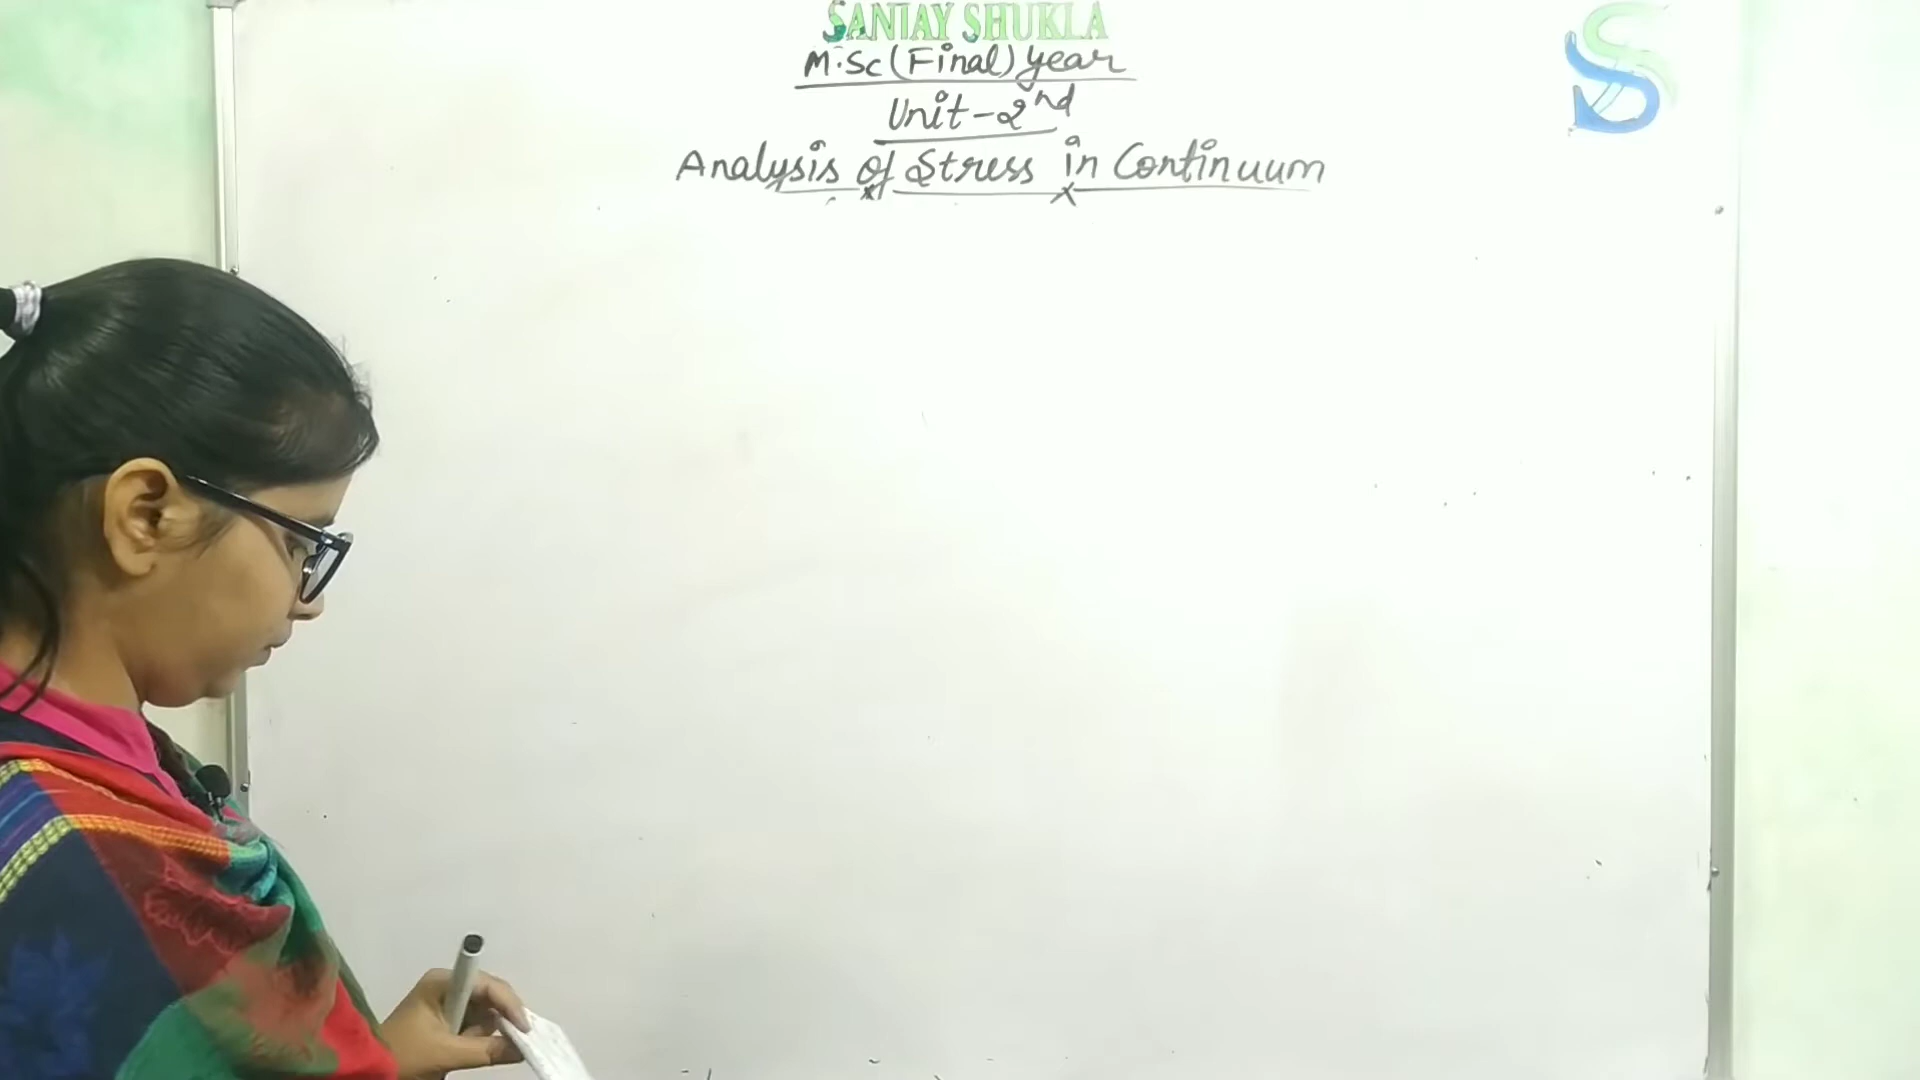 SANJAY SHUKLA
M.Sc (Final) year
Unit-2nd
Analysis of Stress in Continuum